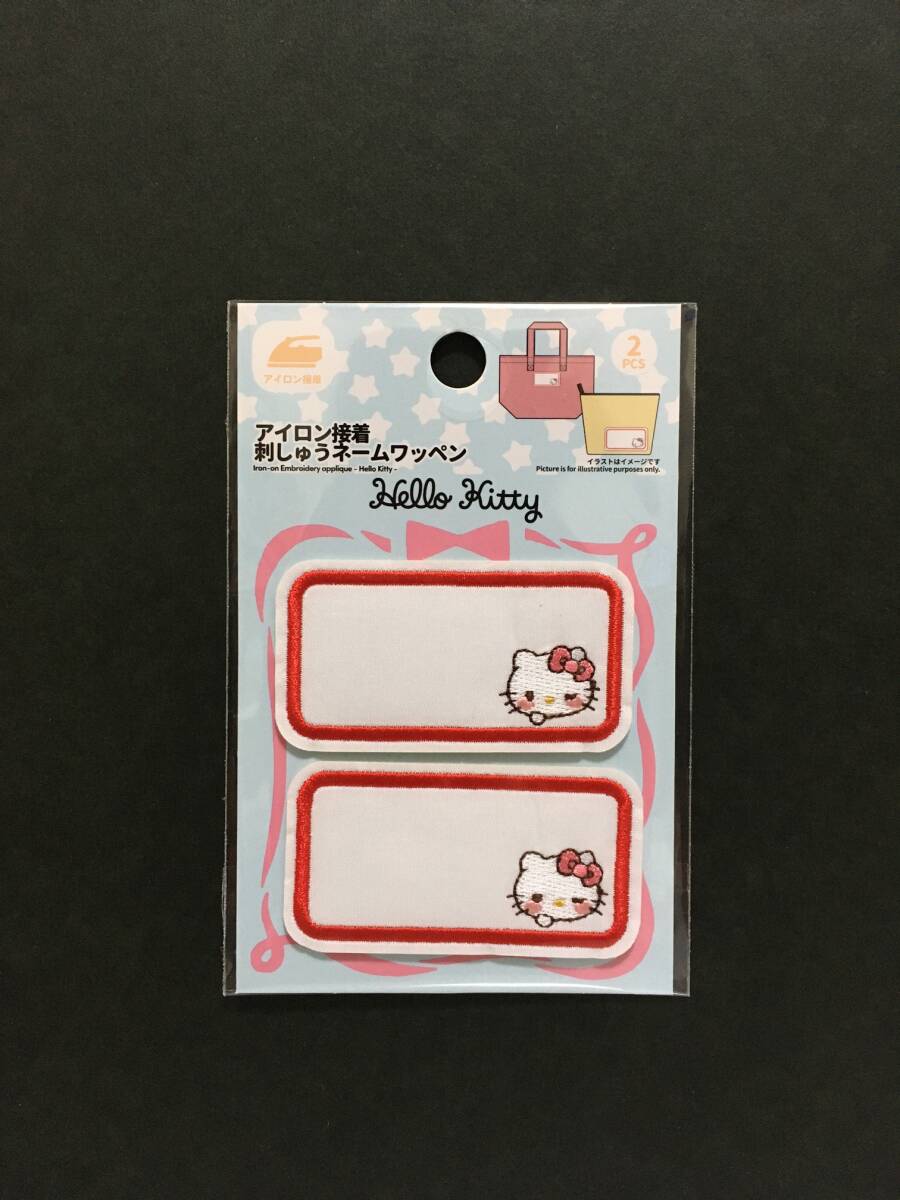 アイロン接着
2
PCS
アイロン接着
刺しゅうネームワッペン
Iron-on Embroidery applique - Hello Kitty -
イラストはイメージです
Picture is for illustrative purposes only.
Hello Kitty